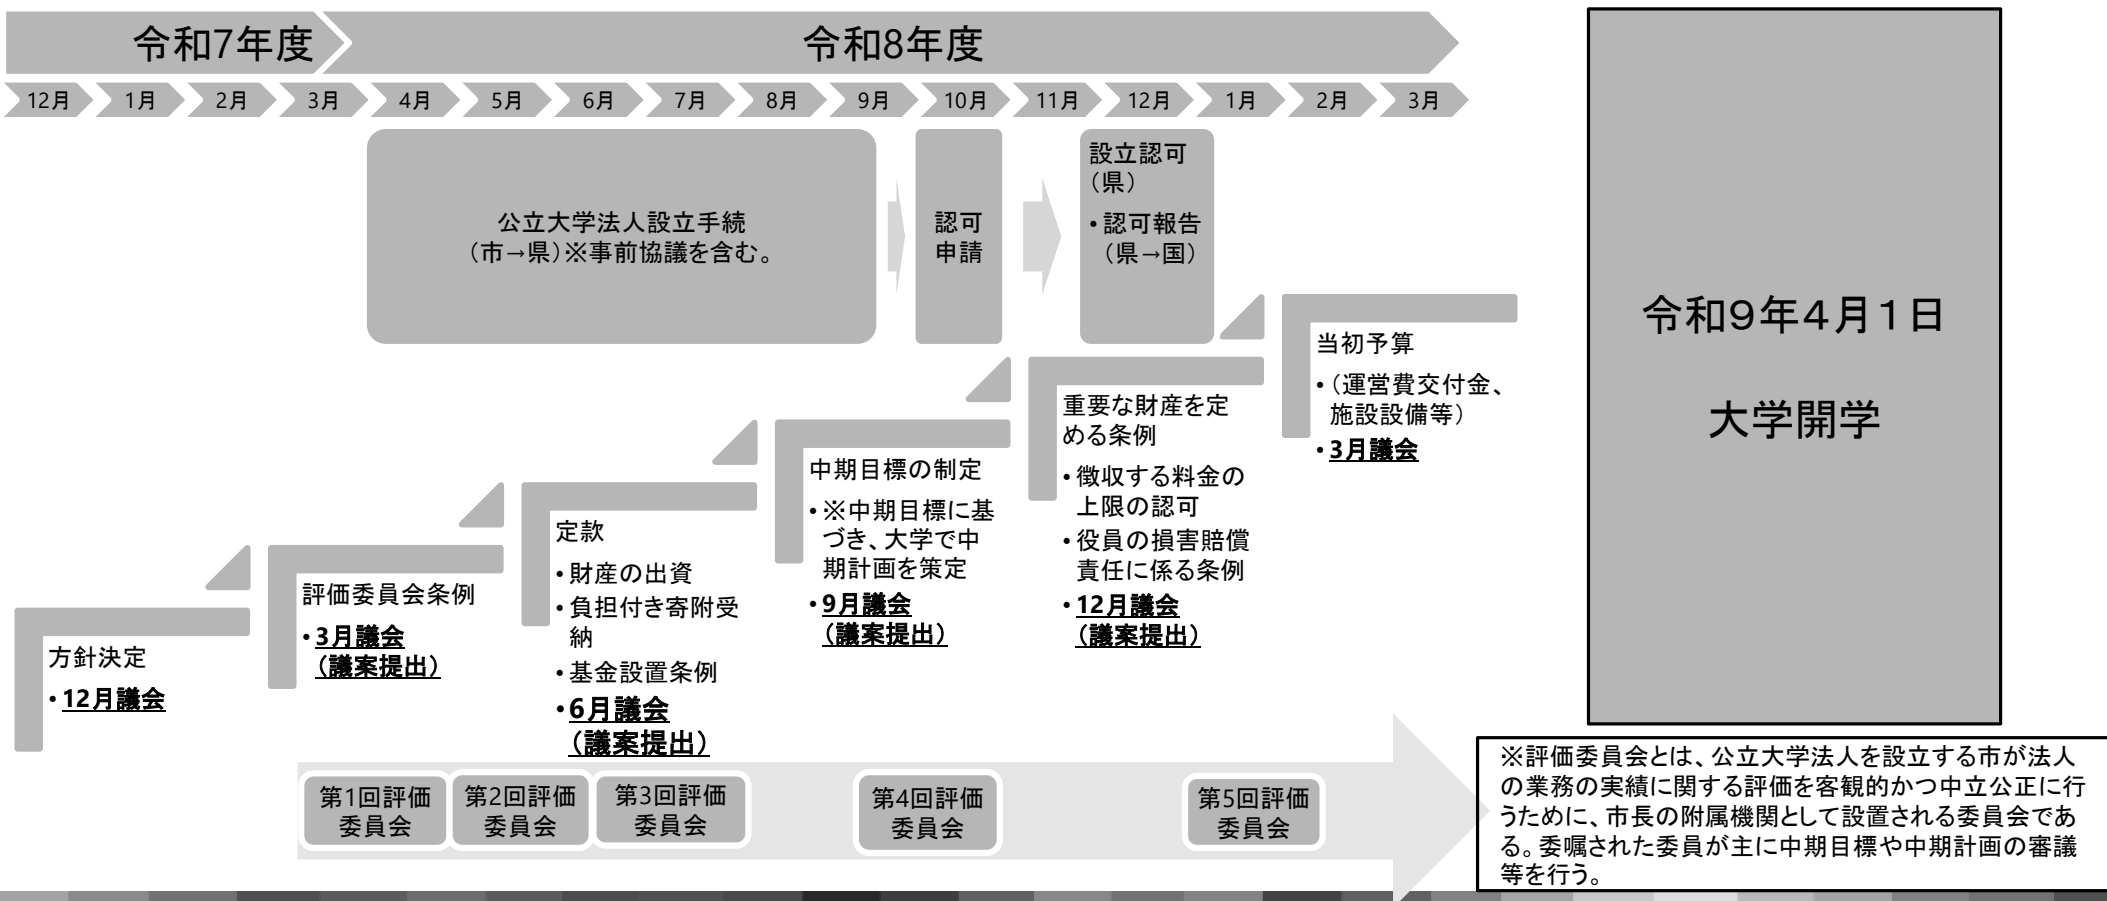 令和7年度
令和8年度
12月
1月
2月
3月
4月
5月
6月
7月
8月
9月
10月
11月
12月
1月
2月
3月
公立大学法人設立手続
（市→県）※事前協議を含む。
認可
申請
設立認可
（県）
・認可報告
（県→国）
方針決定
・12月議会
評価委員会条例
・3月議会
（議案提出）
定款
・財産の出資
・負担付き寄附受
納
・基金設置条例
・6月議会
（議案提出）
中期目標の制定
・※中期目標に基
づき、大学で中
期計画を策定
・9月議会
（議案提出）
重要な財産を定
める条例
・徴収する料金の
上限の認可
・役員の損害賠償
責任に係る条例
・12月議会
（議案提出）
当初予算
・（運営費交付金、
施設設備等）
・3月議会
令和９年４月１日
大学開学
第1回評価
委員会
第2回評価
委員会
第3回評価
委員会
第4回評価
委員会
第5回評価
委員会
※評価委員会とは、公立大学法人を設立する市が法人
の業務の実績に関する評価を客観的かつ中立公正に行
うために、市長の附属機関として設置される委員会であ
る。委嘱された委員が主に中期目標や中期計画の審議
等を行う。